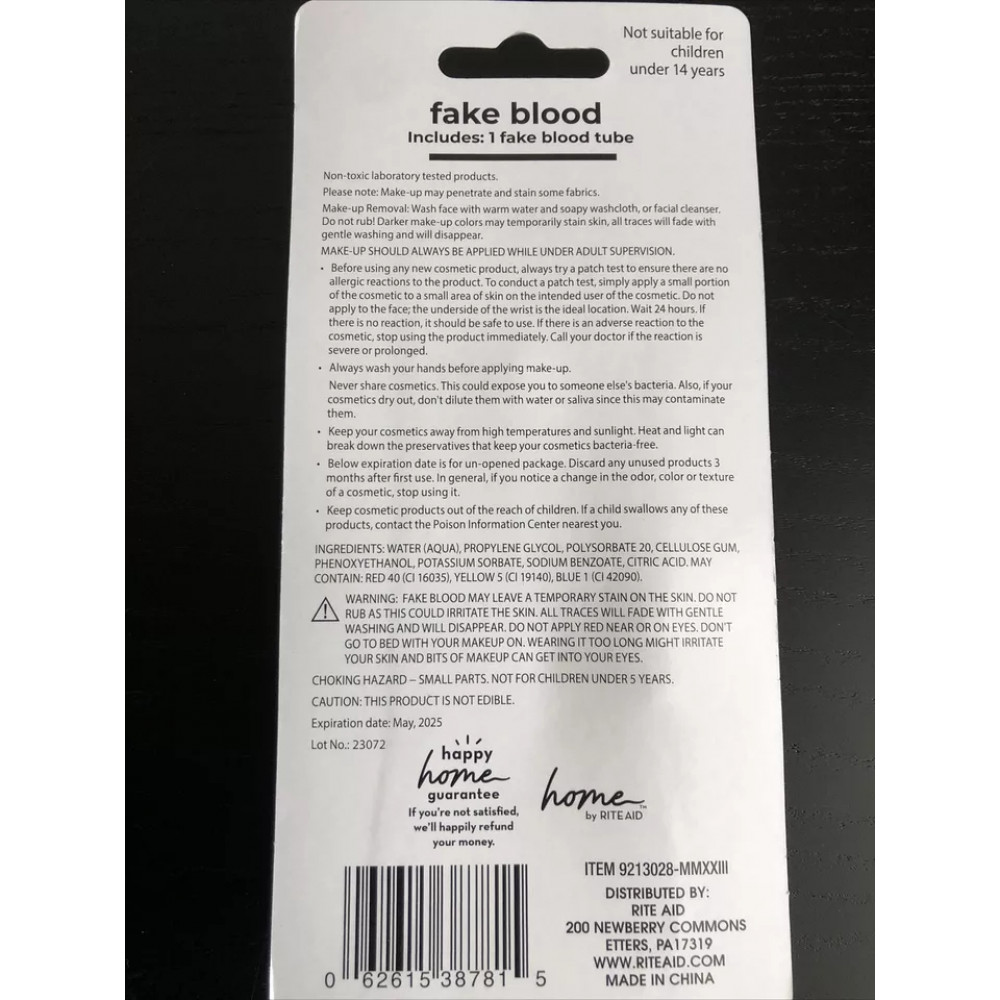 Not suitable for
children
under 14 years
fake blood
Includes: 1 fake blood tube
Non-toxic laboratory tested products.
Please note: Make-up may penetrate and stain some fabrics.
Make-up Removal: Wash face with warm water and soapy washcloth, or facial cleanser.
Do not rub! Darker make-up colors may temporarily stain skin, all traces will fade with
gentle washing and will disappear.
MAKE-UP SHOULD ALWAYS BE APPLIED WHILE UNDER ADULT SUPERVISION.
• Before using any new cosmetic product, always try a patch test to ensure there are no
allergic reactions to the product. To conduct a patch test, simply apply a small portion
of the cosmetic to a small area of skin on the intended user of the cosmetic. Do not
apply to the face; the underside of the wrist is the ideal location. Wait 24 hours. If
there is no reaction, it should be safe to use. If there is an adverse reaction to the
cosmetic, stop using the product immediately. Call your doctor if the reaction is
severe or prolonged.
• Always wash your hands before applying make-up.
Never share cosmetics. This could expose you to someone else's bacteria. Also, if your
cosmetics dry out, don't dilute them with water or saliva since this may contaminate
them.
• Keep your cosmetics away from high temperatures and sunlight. Heat and light can
break down the preservatives that keep your cosmetics bacteria-free.
• Below expiration date is for un-opened package. Discard any unused products 3
months after first use. In general, if you notice a change in the odor, color or texture
of a cosmetic, stop using it.
• Keep cosmetic products out of the reach of children. If a child swallows any of these
products, contact the Poison Information Center nearest you.
INGREDIENTS: WATER (AQUA), PROPYLENE GLYCOL, POLYSORBATE 20, CELLULOSE GUM,
PHENOXYETHANOL, POTASSIUM SORBATE, SODIUM BENZOATE, CITRIC ACID. MAY
CONTAIN: RED 40 (CI 16035), YELLOW 5 (CI 19140), BLUE 1 (CI 42090).
WARNING: FAKE BLOOD MAY LEAVE A TEMPORARY STAIN ON THE SKIN. DO NOT
RUB AS THIS COULD IRRITATE THE SKIN. ALL TRACES WILL FADE WITH GENTLE
WASHING AND WILL DISAPPEAR. DO NOT APPLY RED NEAR OR ON EYES. DON'T
GO TO BED WITH YOUR MAKEUP ON. WEARING IT TOO LONG MIGHT IRRITATE
YOUR SKIN AND BITS OF MAKEUP CAN GET INTO YOUR EYES.
CHOKING HAZARD – SMALL PARTS. NOT FOR CHILDREN UNDER 5 YEARS.
CAUTION: THIS PRODUCT IS NOT EDIBLE.
Expiration date: May, 2025
Lot No.: 23072
happy
home
guarantee
If you're not satisfied,
we'll happily refund
your money.
home™
by RITE AID
ITEM 9213028-MMXXIII
DISTRIBUTED BY:
RITE AID
200 NEWBERRY COMMONS
ETTERS, PA17319
WWW.RITEAID.COM
MADE IN CHINA
0 62615 38781 5